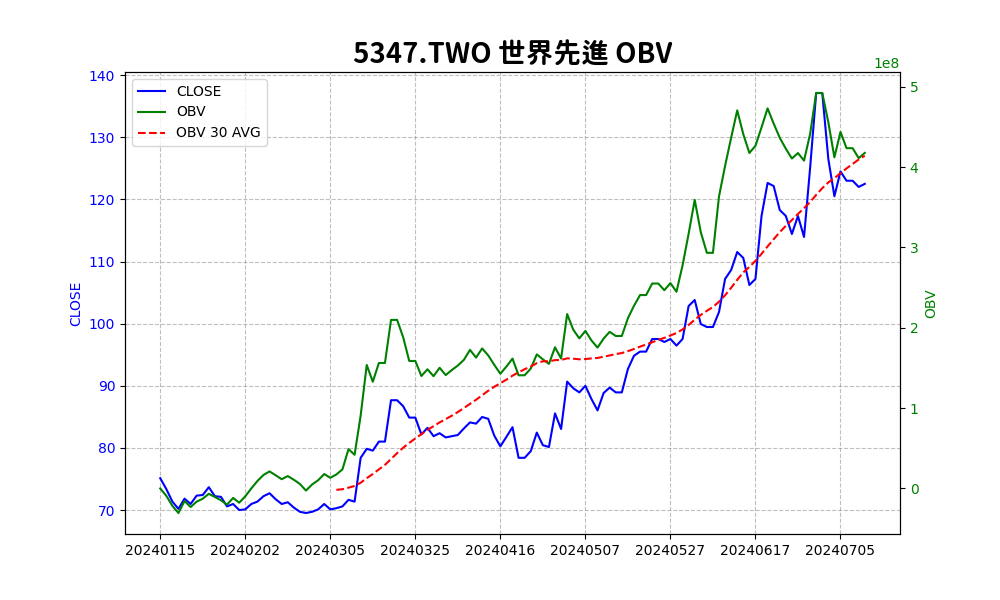 5347.TWO 世界先進 OBV
1e8
CLOSE
OBV
OBV 30 AVG
140
130
120
110
100
90
80
70
CLOSE
5
4
3
2
1
0
OBV
20240115 20240202 20240305 20240325 20240416 20240507 20240527 20240617 20240705